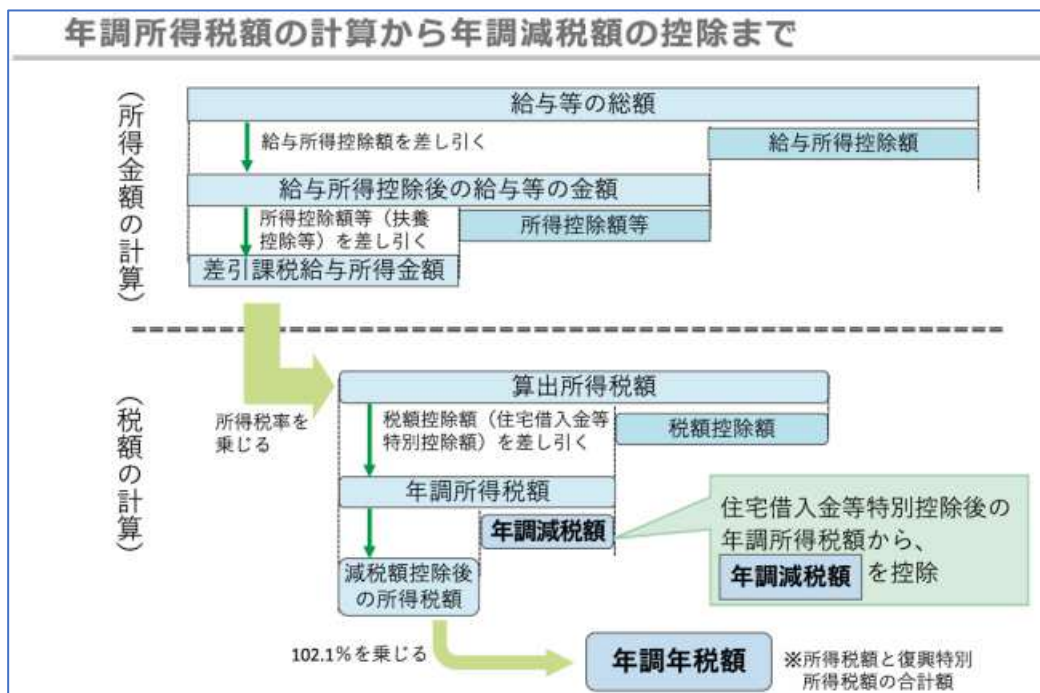 年調所得税額の計算から年調減税額の控除まで
（所得金額の計算）
給与等の総額
給与所得控除額を差し引く
給与所得控除額
給与所得控除後の給与等の金額
所得控除額等（扶養
控除等）を差し引く
所得控除額等
差引課税給与所得金額
（税額の計算）
所得税率を
乗じる
算出所得税額
税額控除額（住宅借入金等
特別控除額）を差し引く
税額控除額
年調所得税額
年調減税額
住宅借入金等特別控除後の
年調所得税額から、
年調減税額 を控除
減税額控除後
の所得税額
102.1％を乗じる
年調年税額
※所得税額と復興特別
所得税額の合計額